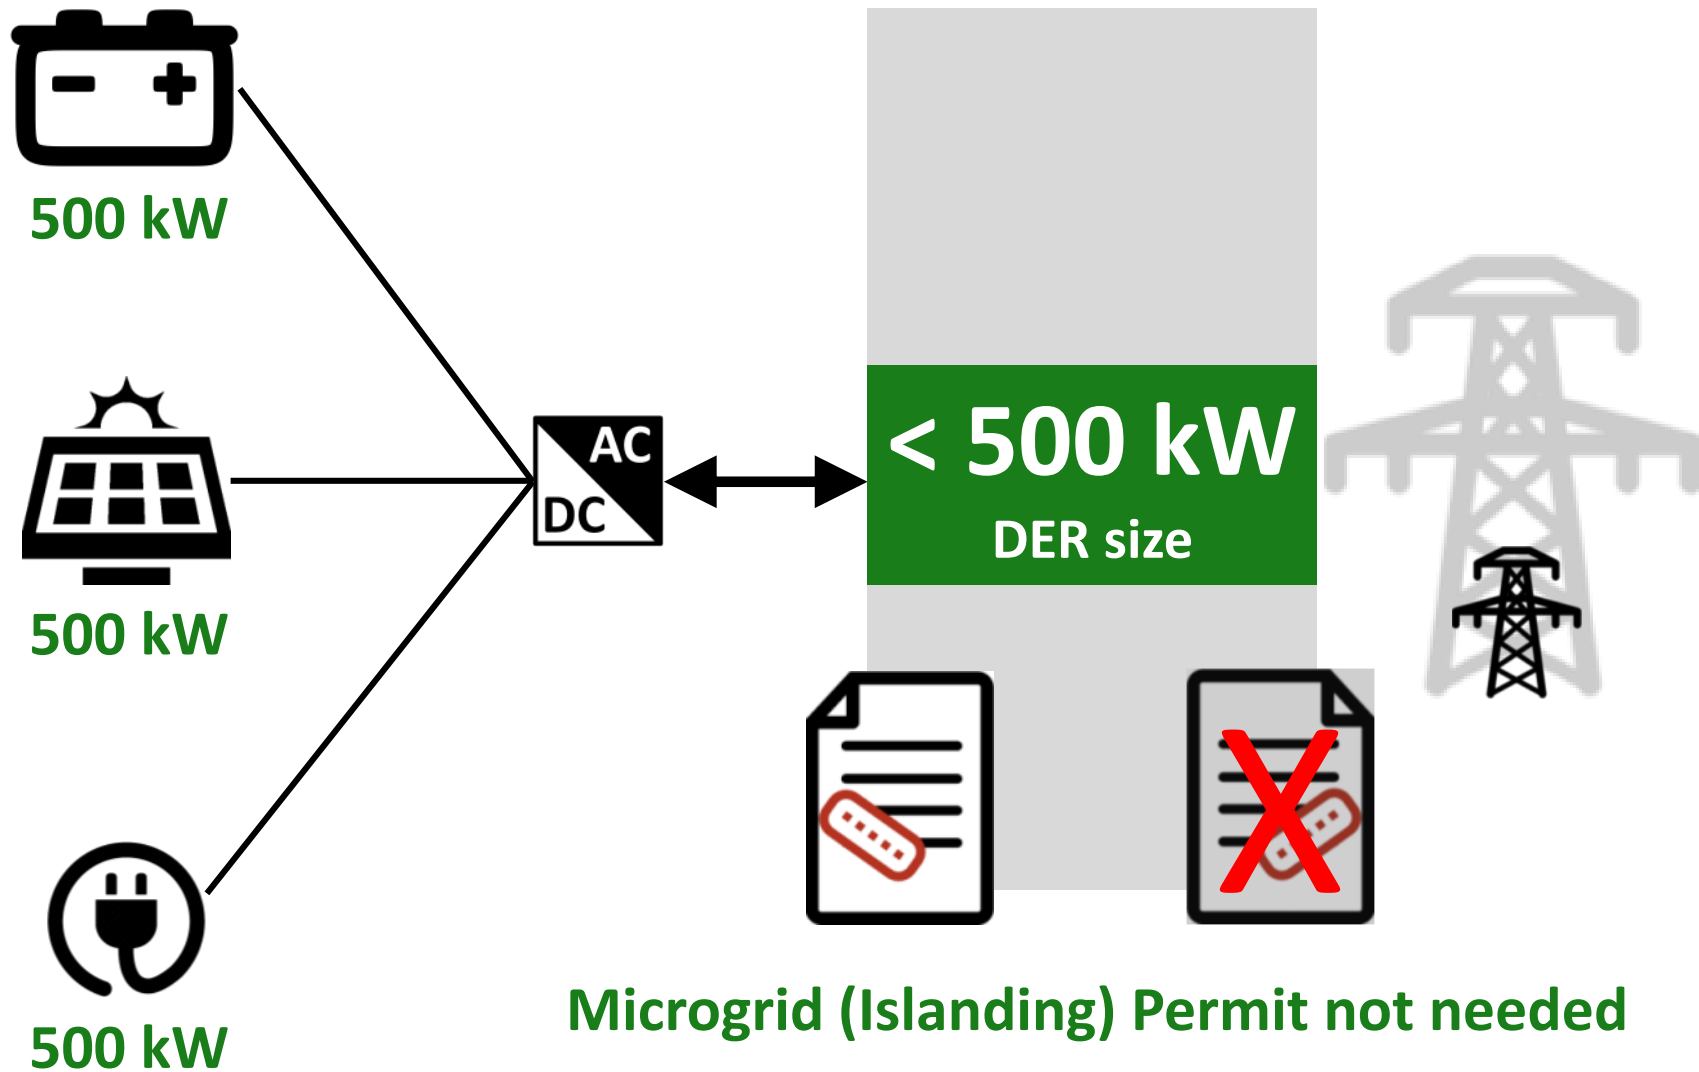 500 kW
500 kW
500 kW
AC
DC
< 500 kW
DER size
Microgrid (Islanding) Permit not needed